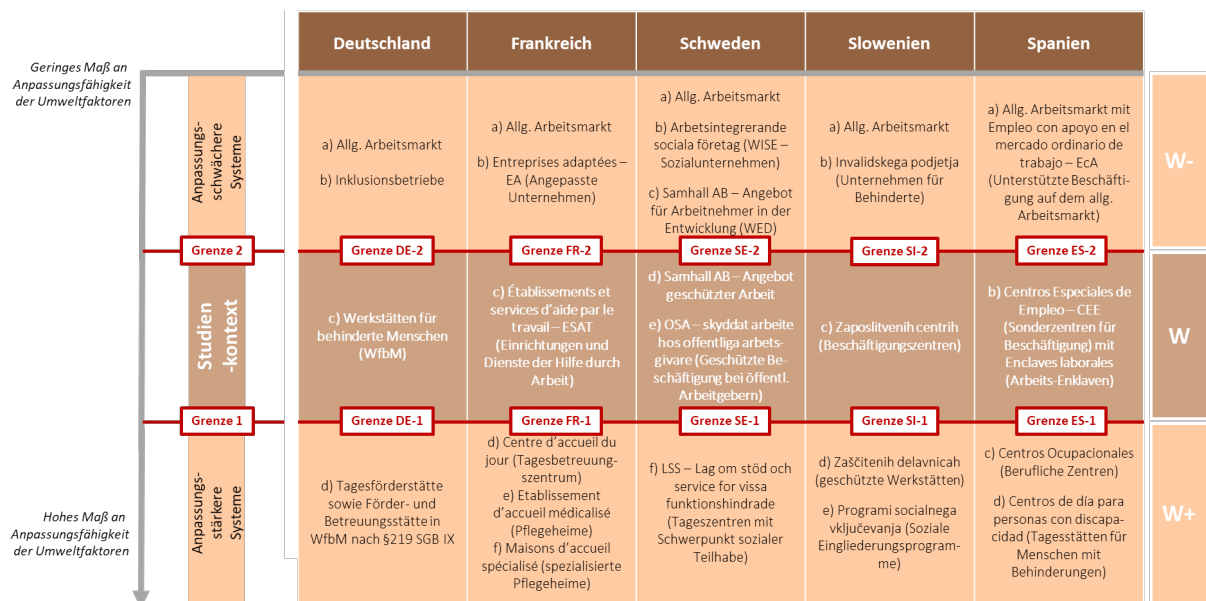 Deutschland
Frankreich
Schweden
Slowenien
Spanien
Geringes Maß an
Anpassungsfähigkeit
der Umweltfaktoren
Anpassungs-
schwächere
Systeme
a) Allg. Arbeitsmarkt
b) Inklusionsbetriebe
a) Allg. Arbeitsmarkt
b) Entreprises adaptées –
EA (Angepasste
Unternehmen)
a) Allg. Arbeitsmarkt
b) Arbetsintegrerande
sociala företag (WISE –
Sozialunternehmen)
c) Samhall AB – Angebot
für Arbeitnehmer in der
Entwicklung (WED)
a) Allg. Arbeitsmarkt
b) Invalidskega podjetja
(Unternehmen für
Behinderte)
a) Allg. Arbeitsmarkt mit
Empleo con apoyo en el
mercado ordinario de
trabajo – EcA
(Unterstützte Beschäfti-
gung auf dem allg.
Arbeitsmarkt)
W-
Grenze 2
Grenze DE-2
Grenze FR-2
Grenze SE-2
Grenze SI-2
Grenze ES-2
Studien
-kontext
c) Werkstätten für
behinderte Menschen
(WfbM)
c) Établissements et
services d’aide par le
travail – ESAT
(Einrichtungen und
Dienste der Hilfe durch
Arbeit)
d) Samhall AB – Angebot
geschützter Arbeit
e) OSA – skyddat arbeite
hos offentliga arbets-
givare (Geschützte Be-
schäftigung bei öffentl.
Arbeitgebern)
c) Zaposlitvenih centrih
(Beschäftigungszentren)
b) Centros Especiales de
Empleo – CEE
(Sonderzentren für
Beschäftigung) mit
Enclaves laborales
(Arbeits-Enklaven)
W
Grenze 1
Grenze DE-1
Grenze FR-1
Grenze SE-1
Grenze SI-1
Grenze ES-1
Hohes Maß an
Anpassungsfähigkeit
der Umweltfaktoren
Anpassungs-
stärkere
Systeme
d) Tagesförderstätte
sowie Förder- und
Betreuungsstätte in
WfbM nach §219 SGB IX
d) Centre d’accueil du
jour (Tagesbetreuung-
szentrum)
e) Etablissement
d’accueil médicalisé
(Pflegeheime)
f) Maisons d’accueil
spécialisé (spezialisierte
Pflegeheime)
f) LSS – Lag om stöd och
service for vissa
funktionshindrade
(Tageszentren mit
Schwerpunkt sozialer
Teilhabe)
d) Zaščitenih delavnicah
(geschützte Werkstätten)
e) Programi socialnega
vključevanja (Soziale
Eingliederungsprogram-
me)
c) Centros Ocupacionales
(Berufliche Zentren)
d) Centros de día para
personas con discapa-
cidad (Tagesstätten für
Menschen mit
Behinderungen)
W+